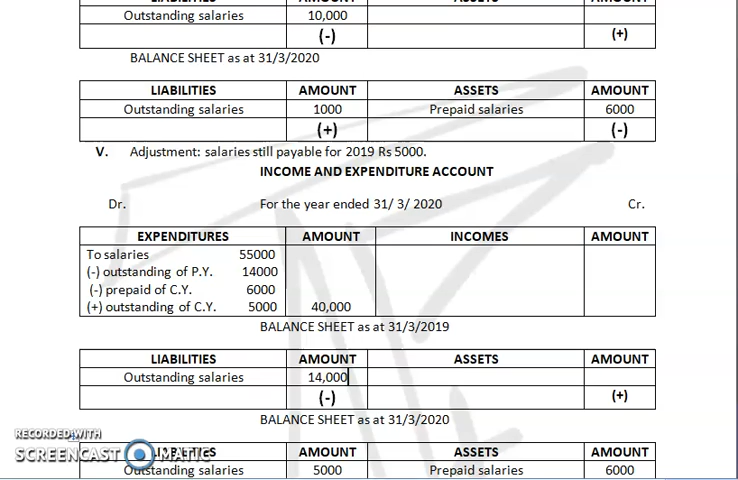 LIABILITIES AMOUNT ASSETS AMOUNT
Outstanding salaries 10,000
(-) (+)
BALANCE SHEET as at 31/3/2020
LIABILITIES AMOUNT ASSETS AMOUNT
Outstanding salaries 1000 Prepaid salaries 6000
(+) (-)
V. Adjustment: salaries still payable for 2019 Rs 5000.
INCOME AND EXPENDITURE ACCOUNT
Dr. For the year ended 31/ 3/ 2020 Cr.
EXPENDITURES AMOUNT INCOMES AMOUNT
To salaries 55000
(-) outstanding of P.Y. 14000
(-) prepaid of C.Y. 6000
(+) outstanding of C.Y. 5000 40,000
BALANCE SHEET as at 31/3/2019
LIABILITIES AMOUNT ASSETS AMOUNT
Outstanding salaries 14,000
(-) (+)
BALANCE SHEET as at 31/3/2020
RECORDED WITH
SCREENCAST MATIC
LIABILITIES AMOUNT ASSETS AMOUNT
Outstanding salaries 5000 Prepaid salaries 6000